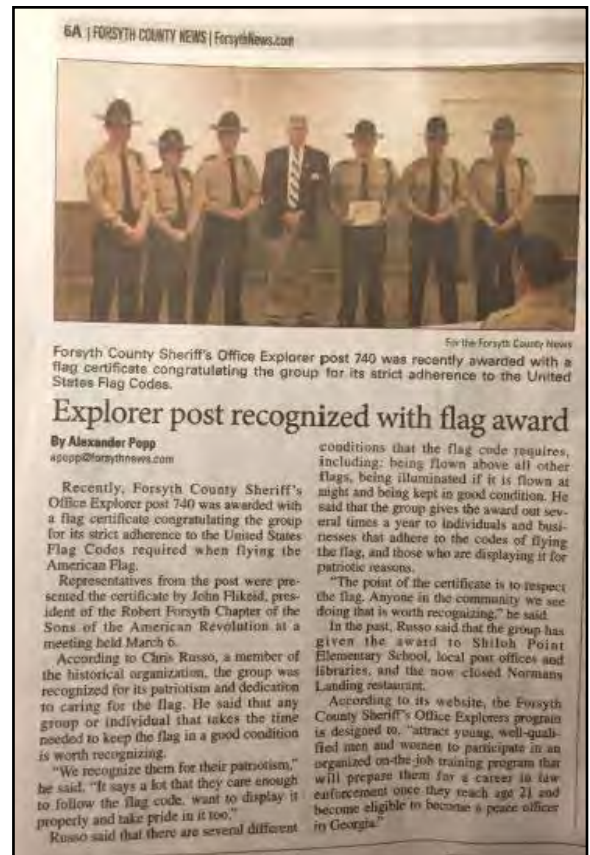 6A | FORSYTH COUNTY NEWS | ForsythNews.com
For the Forsyth County News
Forsyth County Sheriff's Office Explorer post 740 was recently awarded with a
flag certificate congratulating the group for its strict adherence to the United
States Flag Codes.
Explorer post recognized with flag award
By Alexander Popp
apopp@forsythnews.com
Recently, Forsyth County Sheriff's
Office Explorer post 740 was awarded with
a flag certificate congratulating the group
for its strict adherence to the United States
Flag Codes required when flying the
American Flag.
Representatives from the post were pre-
sented the certificate by John Flikeid, pres-
ident of the Robert Forsyth Chapter of the
Sons of the American Revolution at a
meeting held March 6.
According to Chris Russo, a member of
the historical organization, the group was
recognized for its patriotism and dedication
to caring for the flag. He said that any
group or individual that takes the time
needed to keep the flag in a good condition
is worth recognizing.
"We recognize them for their patriotism,"
he said. "It says a lot that they care enough
to follow the flag code, want to display it
properly and take pride in it too."
Russo said that there are several different
conditions that the flag code requires,
including: being flown above all other
flags, being illuminated if it is flown at
night and being kept in good condition. He
said that the group gives the award out sev-
eral times a year to individuals and busi-
nesses that adhere to the codes of flying
the flag, and those who are displaying it for
patriotic reasons.
"The point of the certificate is to respect
the flag. Anyone in the community we see
doing that is worth recognizing," he said.
In the past, Russo said that the group has
given the award to Shiloh Point
Elementary School, local post offices and
libraries, and the now closed Normans
Landing restaurant.
According to its website, the Forsyth
County Sheriff's Office Explorers program
is designed to, "attract young, well-quali-
fied men and women to participate in an
organized on-the-job training program that
will prepare them for a career in law
enforcement once they reach age 21 and
become eligible to become a peace officer
in Georgia."